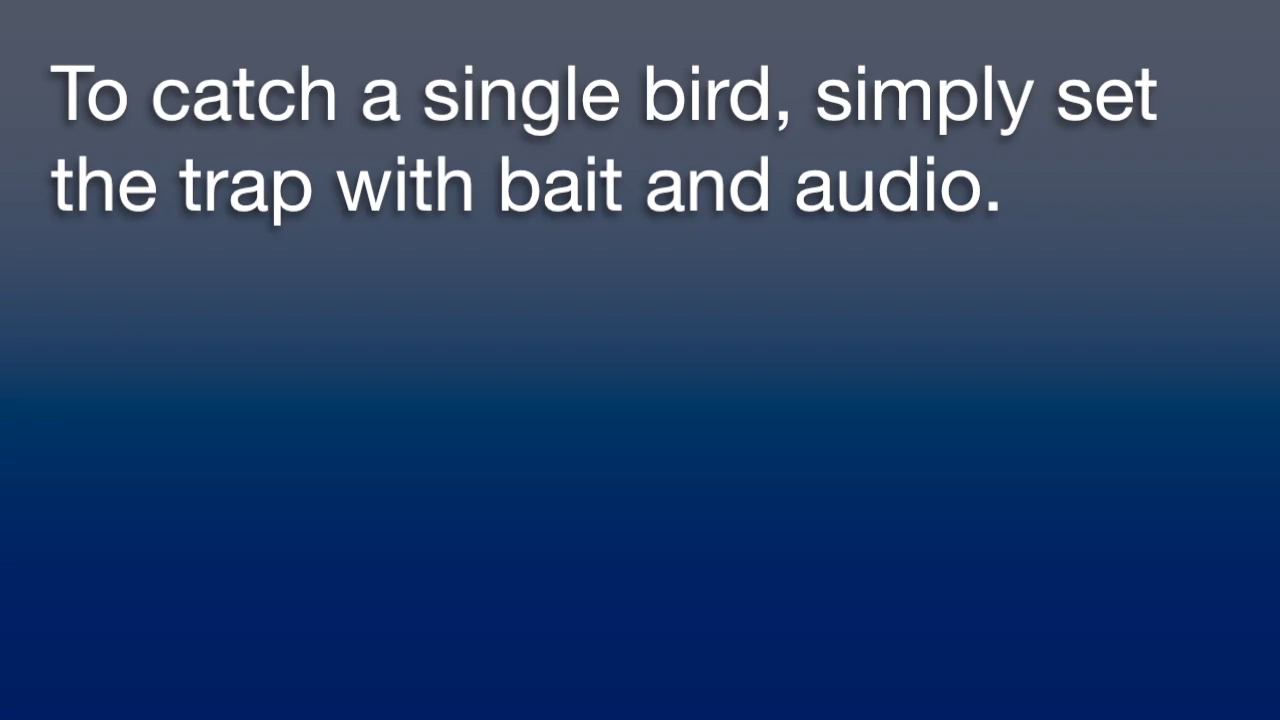 To catch a single bird, simply set
the trap with bait and audio.